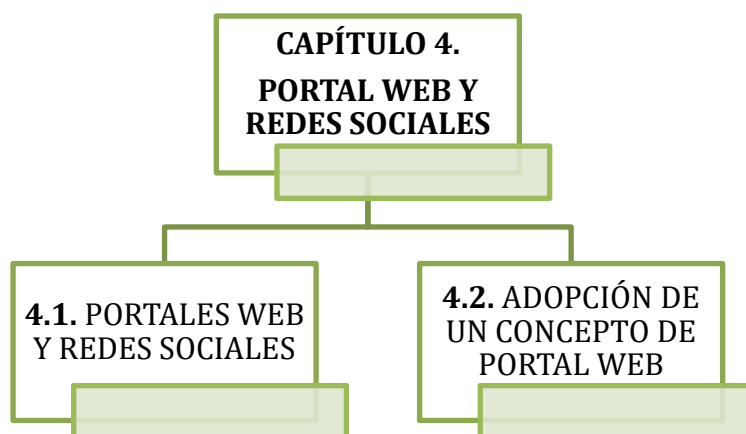 CAPÍTULO 4.
PORTAL WEB Y
REDES SOCIALES
4.1. PORTALES WEB
Y REDES SOCIALES
4.2. ADOPCIÓN DE
UN CONCEPTO DE
PORTAL WEB